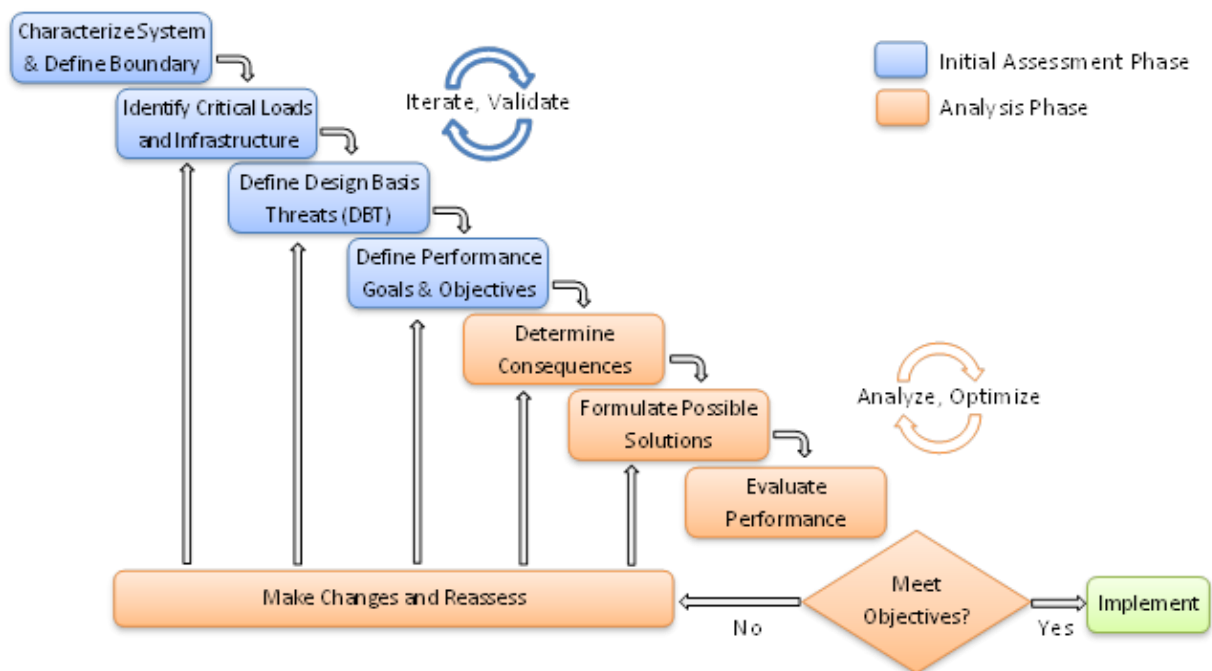 Characterize System
& Define Boundary
Identify Critical Loads
and Infrastructure
Define Design Basis
Threats (DBT)
Define Performance
Goals & Objectives
Determine
Consequences
Formulate Possible
Solutions
Evaluate
Performance
Meet
Objectives?
Yes
Implement
No
Make Changes and Reassess
Iterate, Validate
Analyze, Optimize
Initial Assessment Phase
Analysis Phase